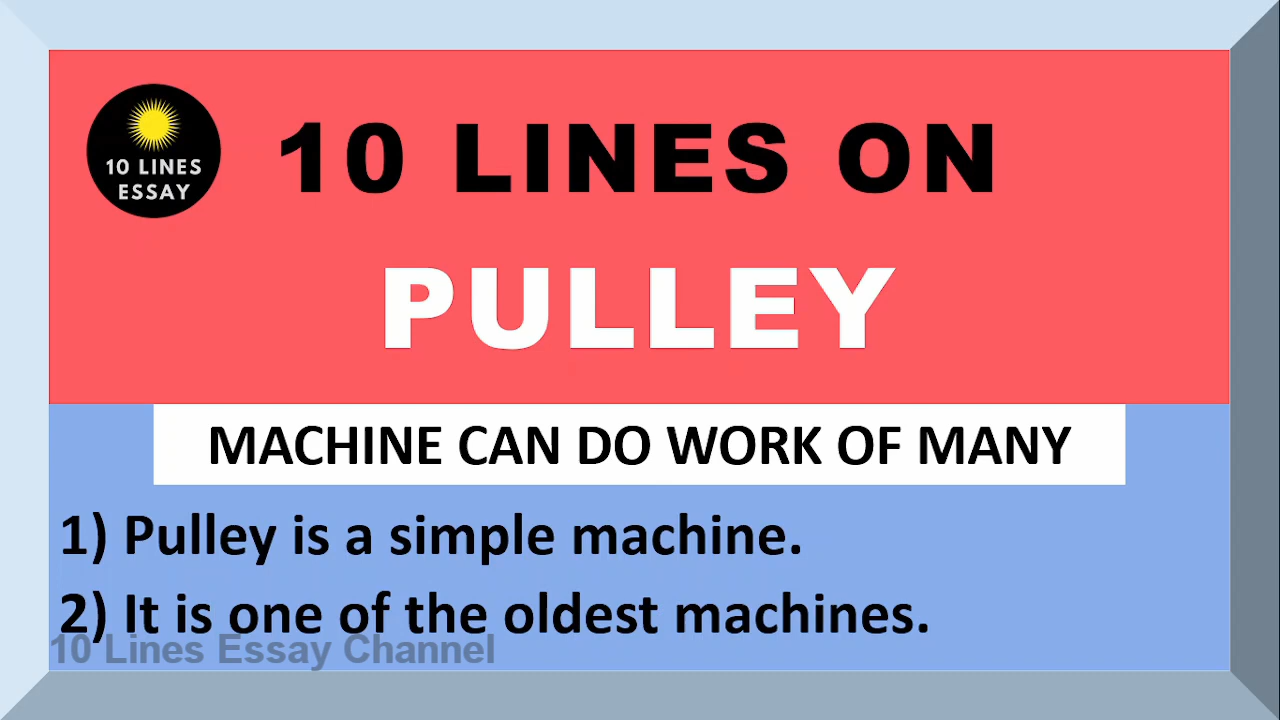 10 LINES
ESSAY
10 LINES ON
PULLEY
MACHINE CAN DO WORK OF MANY
1) Pulley is a simple machine.
2) It is one of the oldest machines.
10 Lines Essay Channel